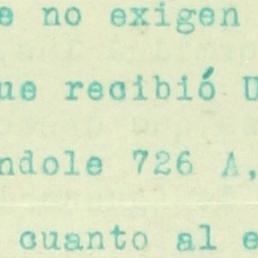 e no exigen
ue recibió U
ndole 726 A,
cuanto al e